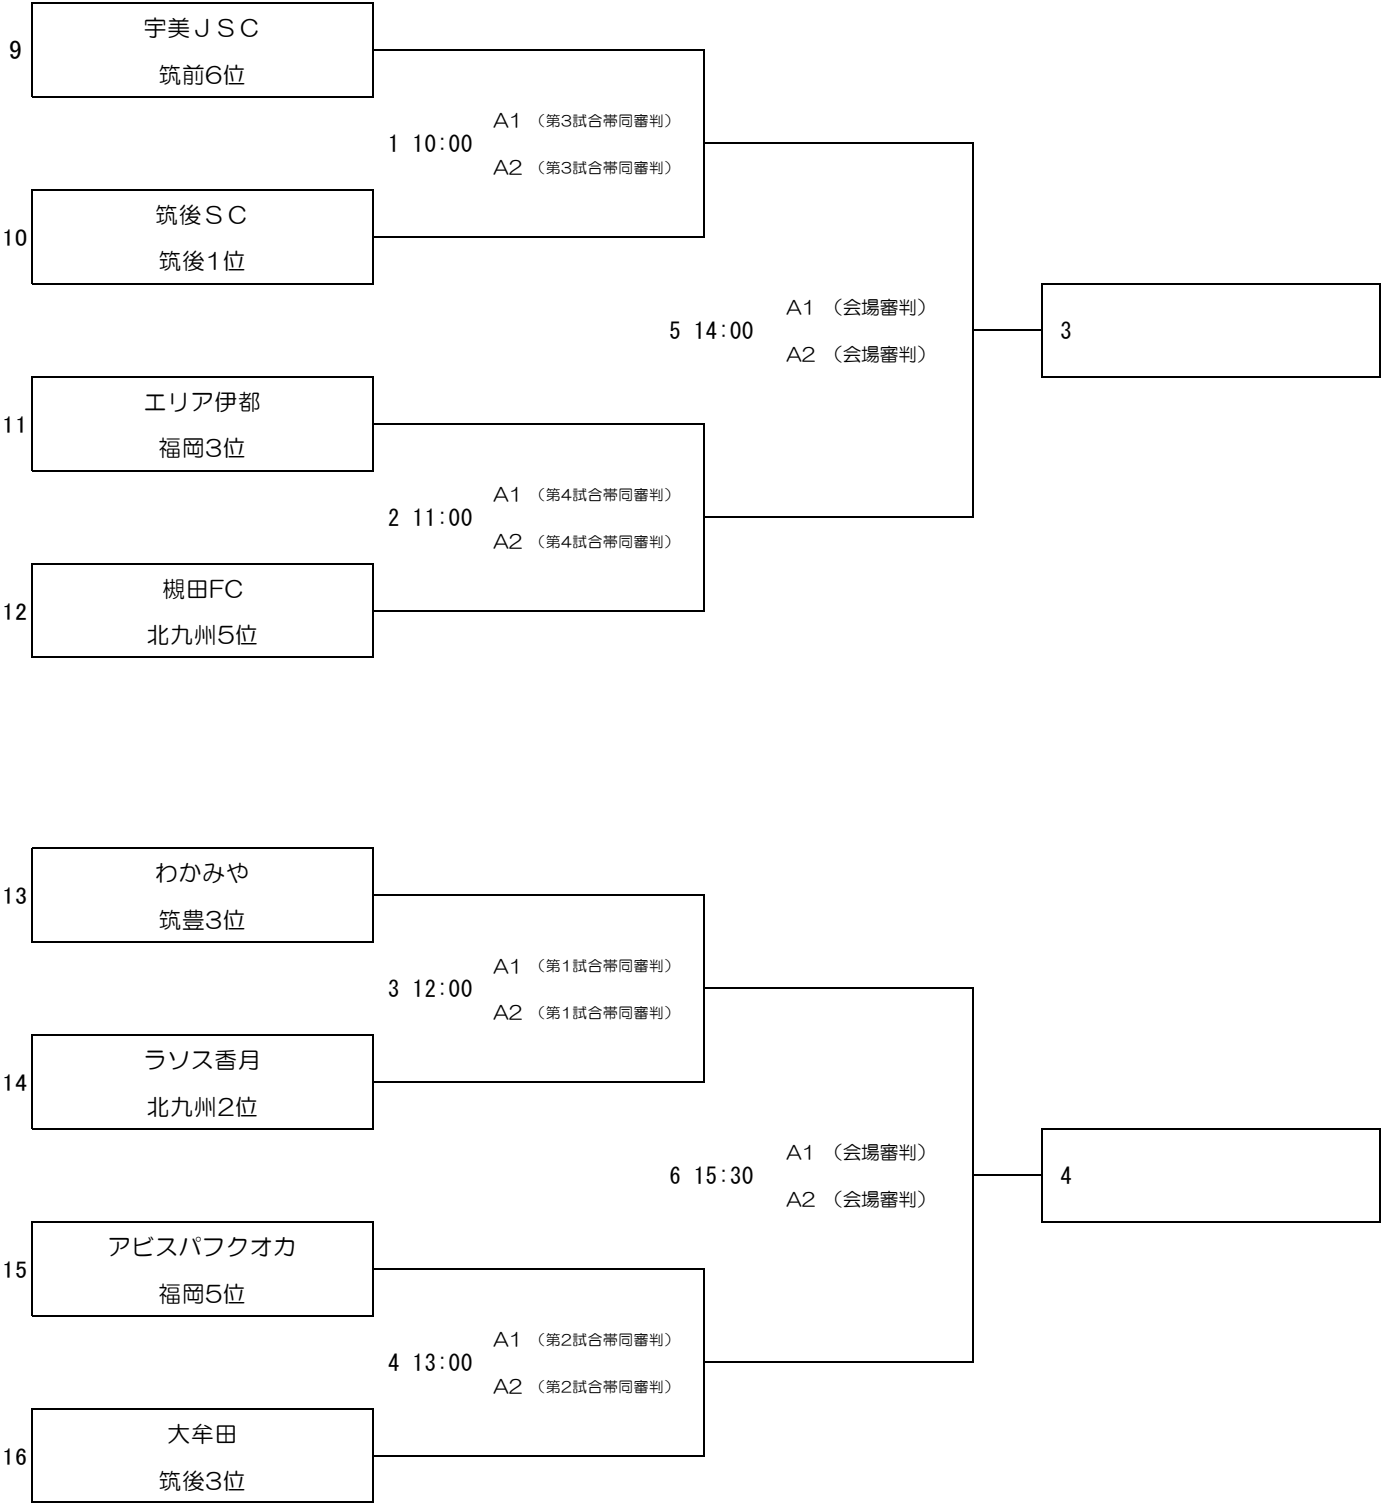 宇美ＪＳＣ
9
筑前6位
A1 （第3試合帯同審判）
1 10:00
A2 （第3試合帯同審判）
筑後ＳＣ
10
筑後1位
A1 （会場審判）
5 14:00
3
A2 （会場審判）
エリア伊都
11
福岡3位
A1 （第4試合帯同審判）
2 11:00
A2 （第4試合帯同審判）
槻田FC
12
北九州5位
わかみや
13
筑豊3位
A1 （第1試合帯同審判）
3 12:00
A2 （第1試合帯同審判）
ラソス香月
14
北九州2位
A1 （会場審判）
6 15:30
4
A2 （会場審判）
アビスパフクオカ
15
福岡5位
A1 （第2試合帯同審判）
4 13:00
A2 （第2試合帯同審判）
大牟田
16
筑後3位